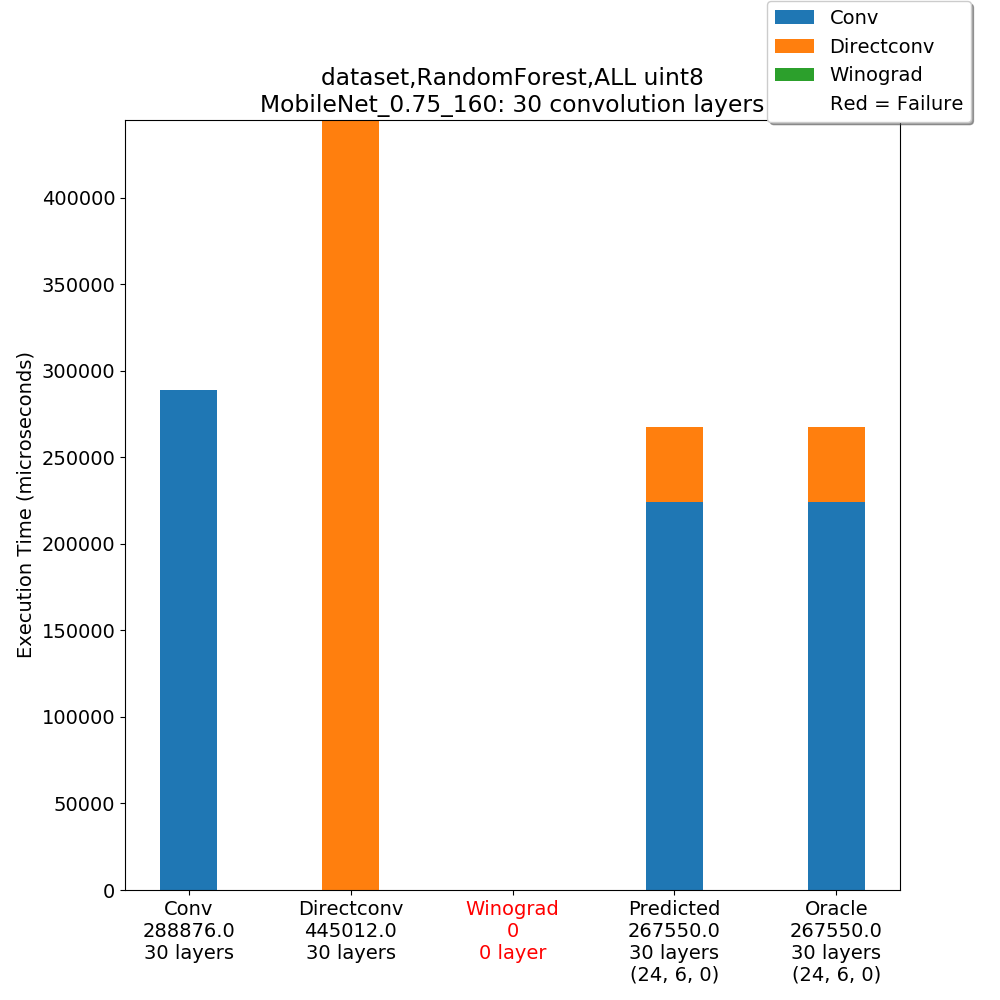 Conv
Directconv
Winograd
Red = Failure
dataset,RandomForest,ALL uint8
MobileNet_0.75_160: 30 convolution layers
Execution Time (microseconds)
400000
350000
300000
250000
200000
150000
100000
50000
0
Conv
288876.0
30 layers
Directconv
445012.0
30 layers
Winograd
0
0 layer
Predicted
267550.0
30 layers
(24, 6, 0)
Oracle
267550.0
30 layers
(24, 6, 0)